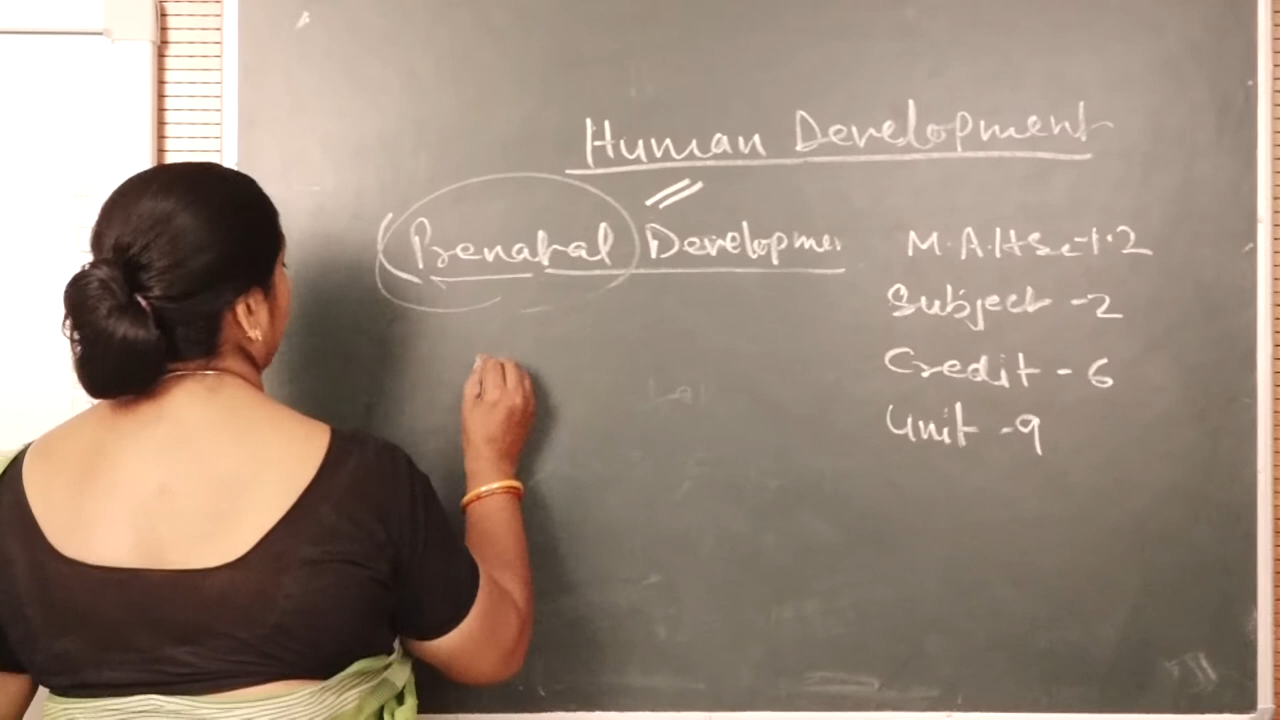 Human Development
Prenatal Developmen
M.A.HSc-1.2
Subject -2
Credit - 6
Unit -9